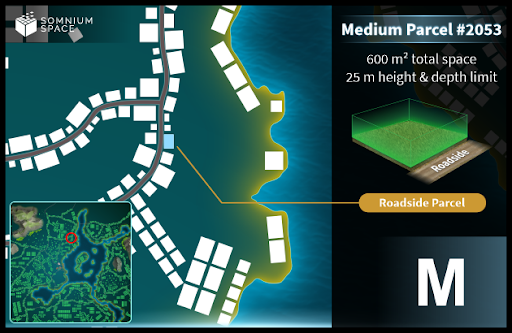 SOMNIUM
SPACE
Medium Parcel #2053
600 m² total space
25 m height & depth limit
Roadside
Roadside Parcel
M